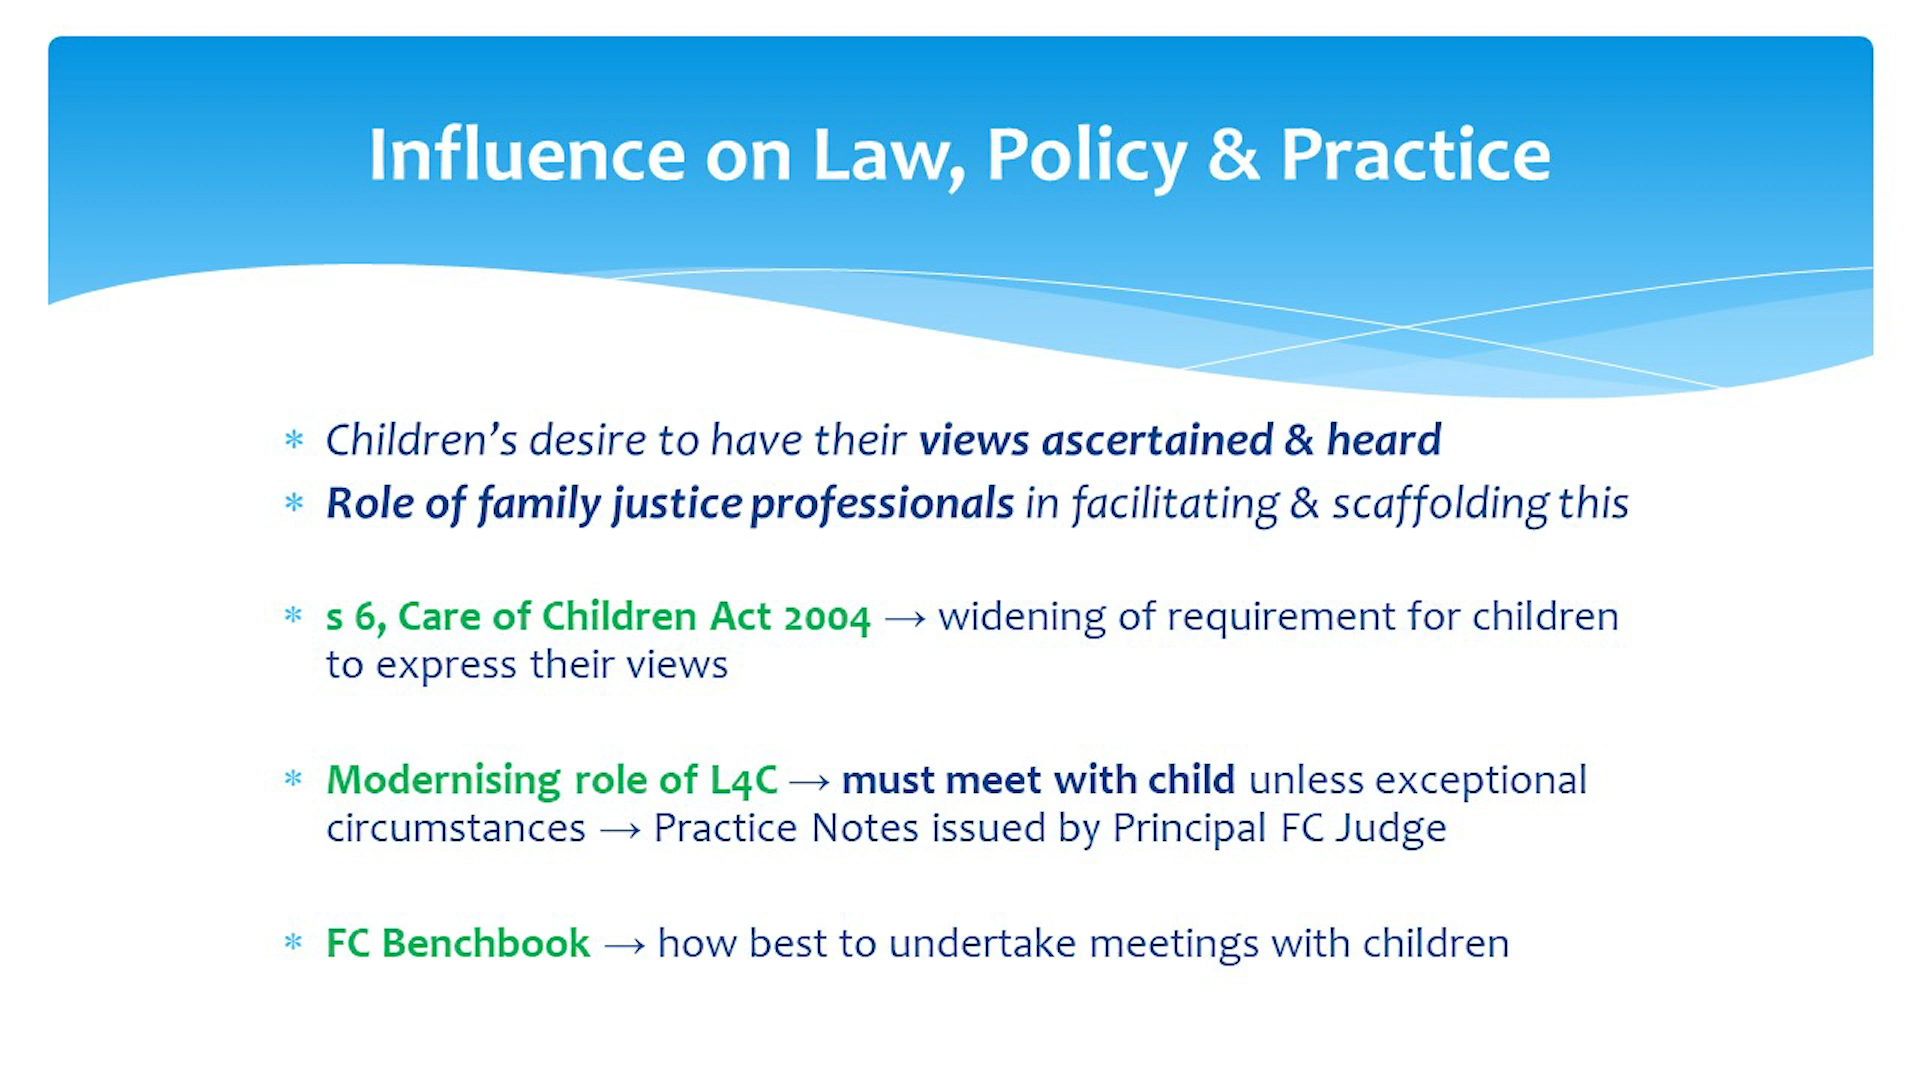 Influence on Law, Policy & Practice
* Children's desire to have their views ascertained & heard
* Role of family justice professionals in facilitating & scaffolding this
* s 6, Care of Children Act 2004 → widening of requirement for children
to express their views
* Modernising role of L4C → must meet with child unless exceptional
circumstances → Practice Notes issued by Principal FC Judge
* FC Benchbook → how best to undertake meetings with children